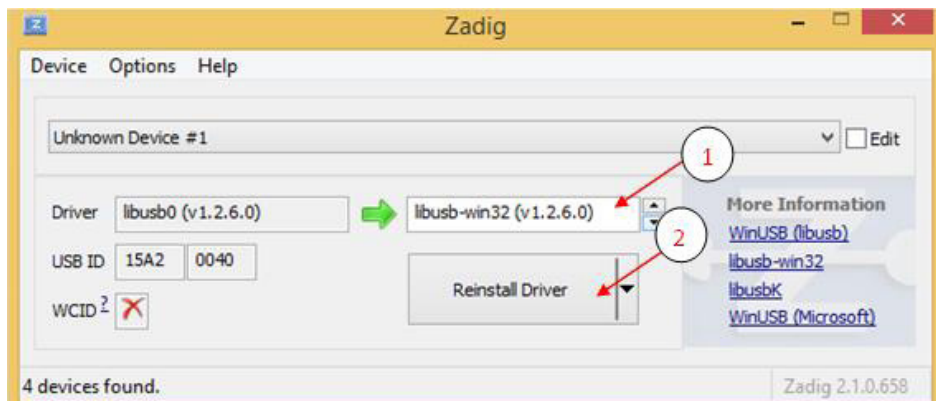 Z Zadig
Device Options Help
Unknown Device #1 Edit
1
Driver libusb0 (v1.2.6.0) libusb-win32 (v1.2.6.0)
2
USB ID 15A2 0040
WCID ?
Reinstall Driver
More Information
WinUSB (libusb)
libusb-win32
libusbK
WinUSB (Microsoft)
4 devices found. Zadig 2.1.0.658